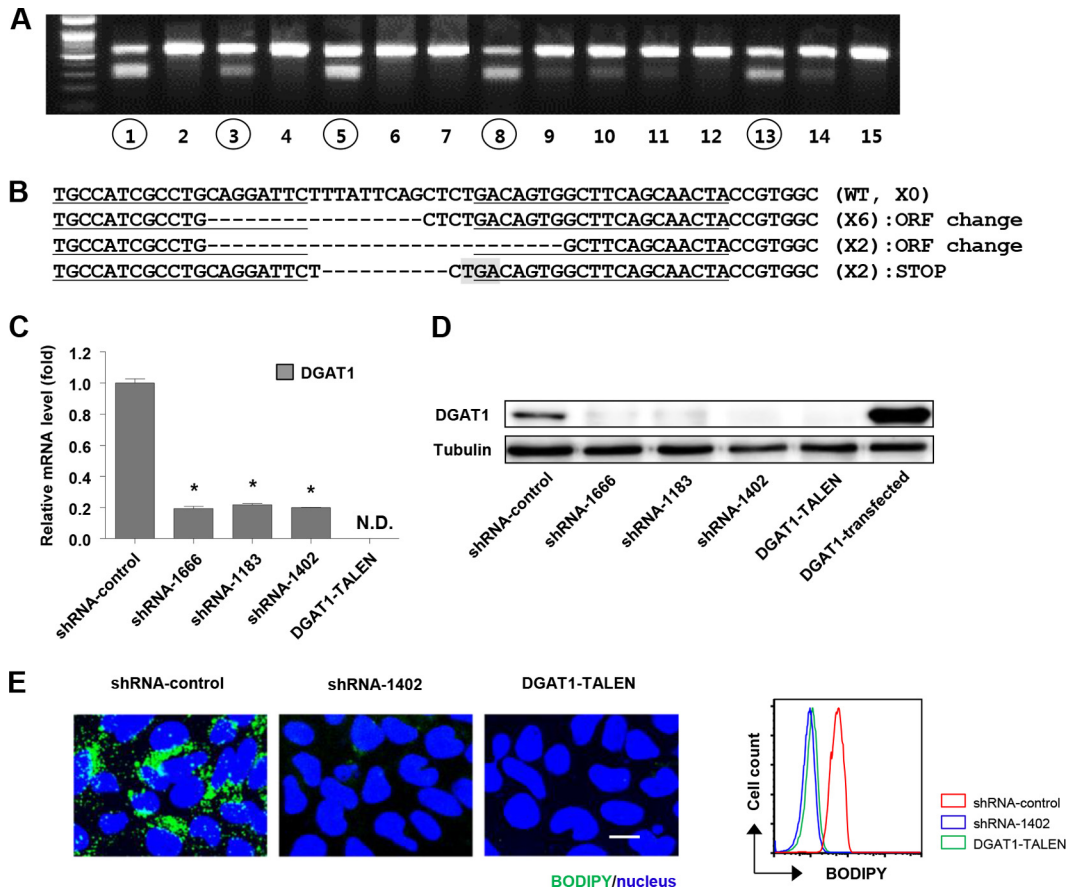 A
1 2 3 4 5 6 7 8 9 10 11 12 13 14 15
B
TGCCATCGCCTGCAGGATTCTTTATTCAGCTCTGACAGTGGCTTCAGCAACTACCGTGGC (WT, X0)
TGCCATCGCCTG-----------------CTCTGACAGTGGCTTCAGCAACTACCGTGGC (X6):ORF change
TGCCATCGCCTG----------------------------GCTTCAGCAACTACCGTGGC (X2):ORF change
TGCCATCGCCTGCAGGATTCT----------CTGACAGTGGCTTCAGCAACTACCGTGGC (X2):STOP
C
Relative mRNA level (fold)
1.2
1.0
0.8
0.6
0.4
0.2
0.0
DGAT1
* * * N.D.
shRNA-control
shRNA-1666
shRNA-1183
shRNA-1402
DGAT1-TALEN
D
DGAT1
Tubulin
shRNA-control
shRNA-1666
shRNA-1183
shRNA-1402
DGAT1-TALEN
DGAT1-transfected
E
shRNA-control
shRNA-1402
DGAT1-TALEN
BODIPY/nucleus
Cell count
BODIPY
shRNA-control
shRNA-1402
DGAT1-TALEN